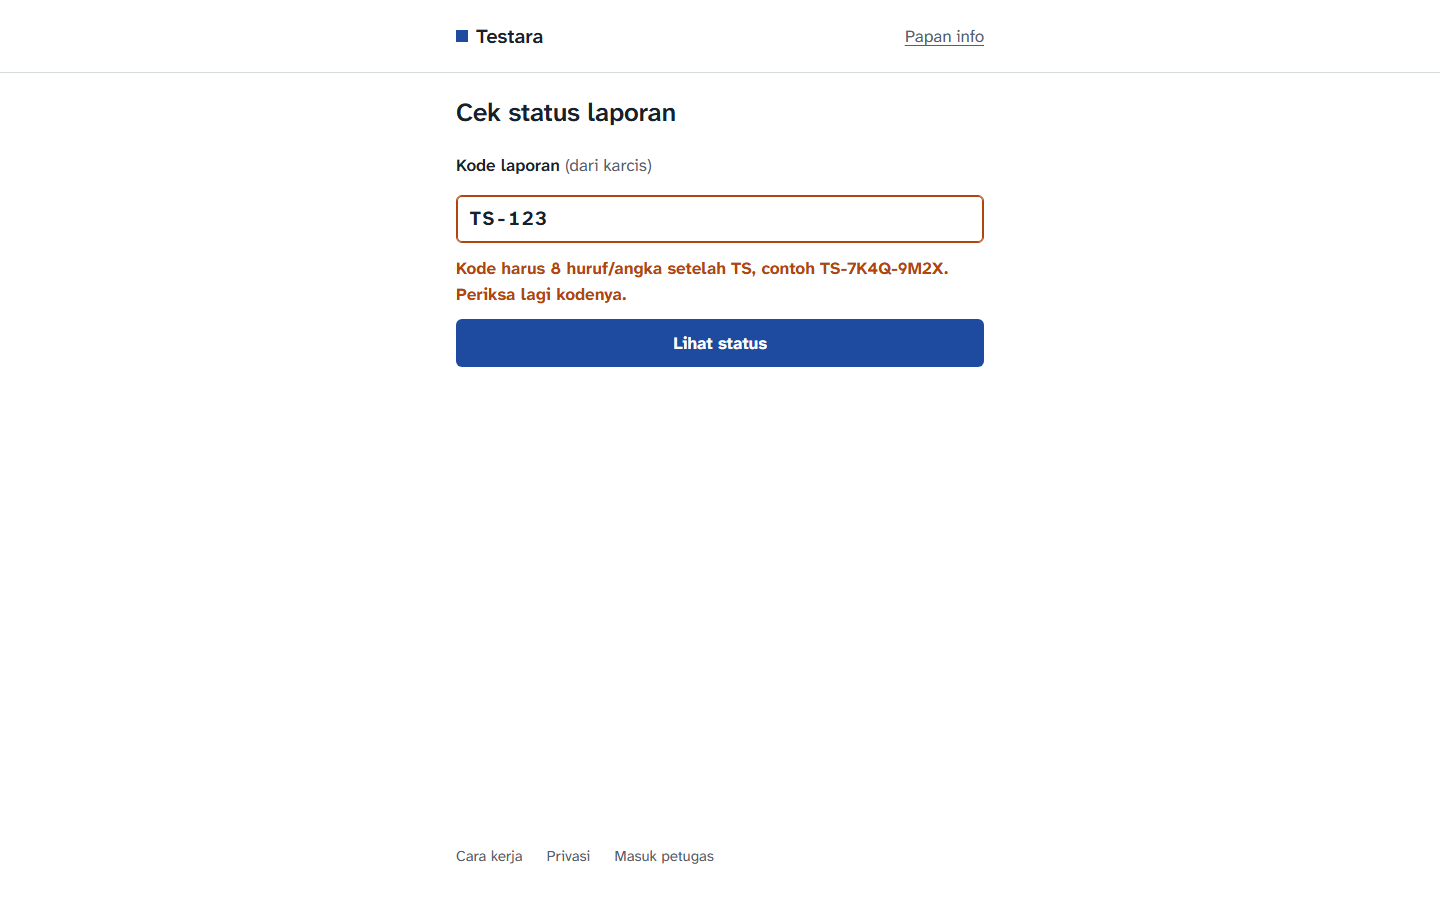 Testara
Papan info
Cek status laporan
Kode laporan (dari karcis)
TS-123
Kode harus 8 huruf/angka setelah TS, contoh TS-7K4Q-9M2X.
Periksa lagi kodenya.
Lihat status
Cara kerja
Privasi
Masuk petugas